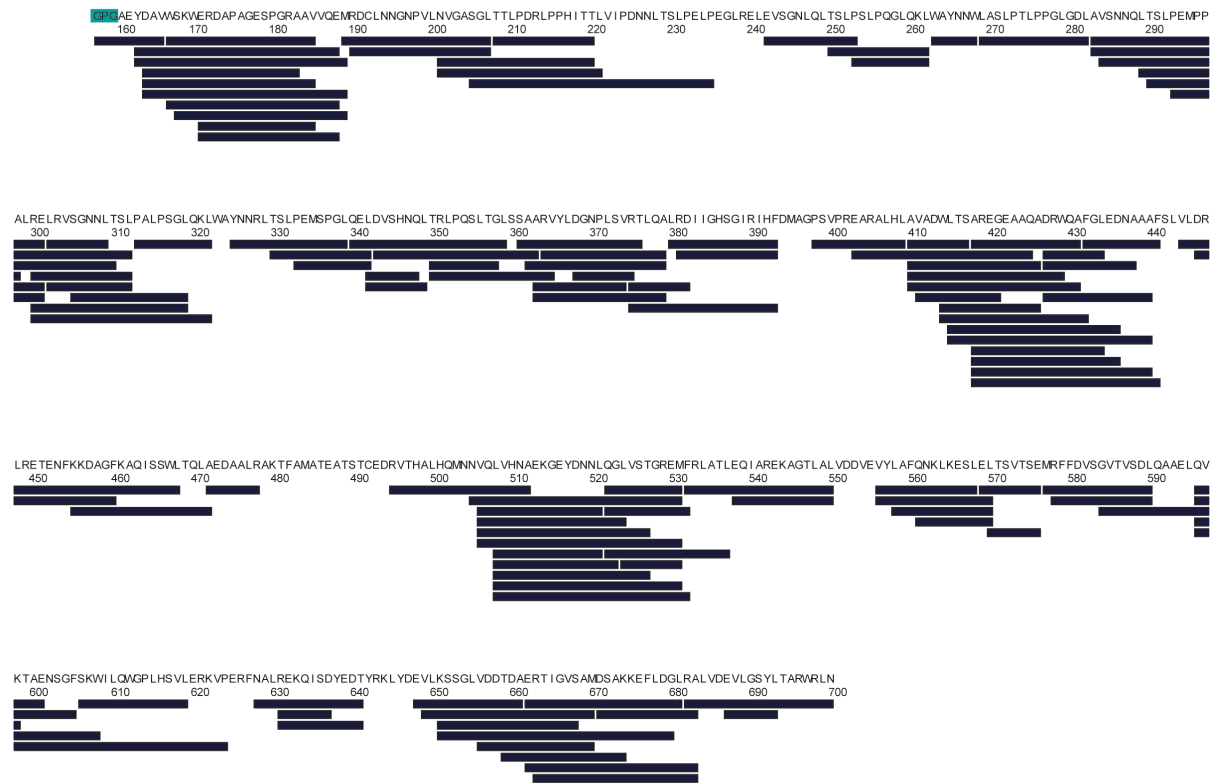 GPGAEYDAVWSKWERDAPAGESPGRAAVVQEMRDCLNNGNPVLNVGASGLTTLPDRLPPHITTLVIPDNNLTSLPELPEGLRELEVSGNLQLTSLPSLPQGLQKLWAYNNWLASLPTLPPGLGDLAVSNNQLTSLPEMPP
160 170 180 190 200 210 220 230 240 250 260 270 280 290
ALRELRVSGNNLTSLPALPSGLQKLWAYNNRLTSLPEMSPGLQELDVSHNQLTRLPQSLTGLSSAARVYLDGNPLSVRTLQALRDIIGHSGIRIHFDMAGPSVPREARALHLAVADWLTSAREGEAAQADRWQAFGLEDNAAAFSLVLDR
300 310 320 330 340 350 360 370 380 390 400 410 420 430 440
LRETENFKKDAGFKAQISSWLTQLAEDAALRAKTFAMATEATSTCEDRVTHALHQMNNVQLVHNAEKGEYDNNLQGLVSTGREMFRLATLEQIAREKAGTLALVDDVEVYLAFQNKLKESLELTSVTSEMRFFDVSGVTVSDLQAAELQV
450 460 470 480 490 500 510 520 530 540 550 560 570 580 590
KTAENSGFSKWILQWGPLHSVLERKVPERFNALREKQISDYEDTYRKLYDEVLKSSGLVDDTDAERTIGVSAMDSAKKEFLDGLRALVDEVLGSYLTARWRLN
600 610 620 630 640 650 660 670 680 690 700